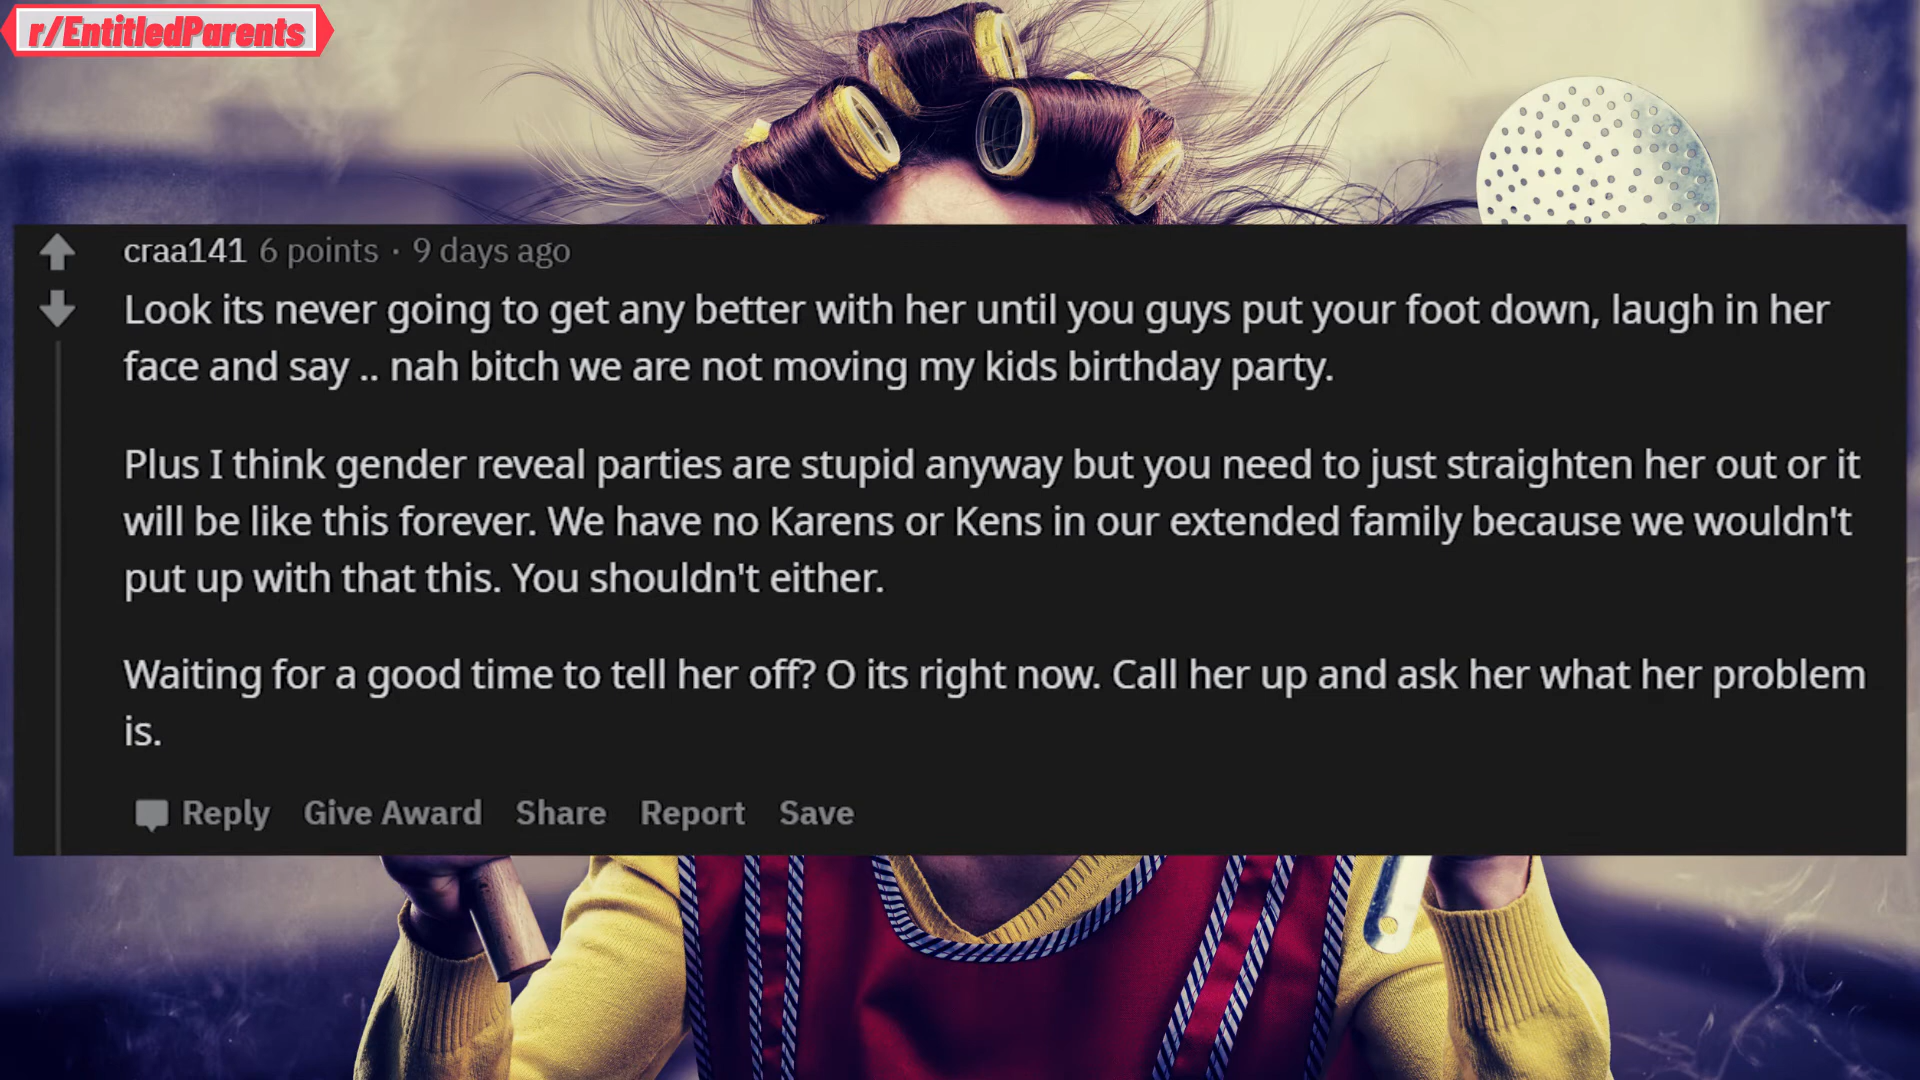 r/EntitledParents
craa141 6 points · 9 days ago
Look its never going to get any better with her until you guys put your foot down, laugh in her
face and say .. nah bitch we are not moving my kids birthday party.
Plus I think gender reveal parties are stupid anyway but you need to just straighten her out or it
will be like this forever. We have no Karens or Kens in our extended family because we wouldn't
put up with that this. You shouldn't either.
Waiting for a good time to tell her off? O its right now. Call her up and ask her what her problem
is.
Reply Give Award Share Report Save